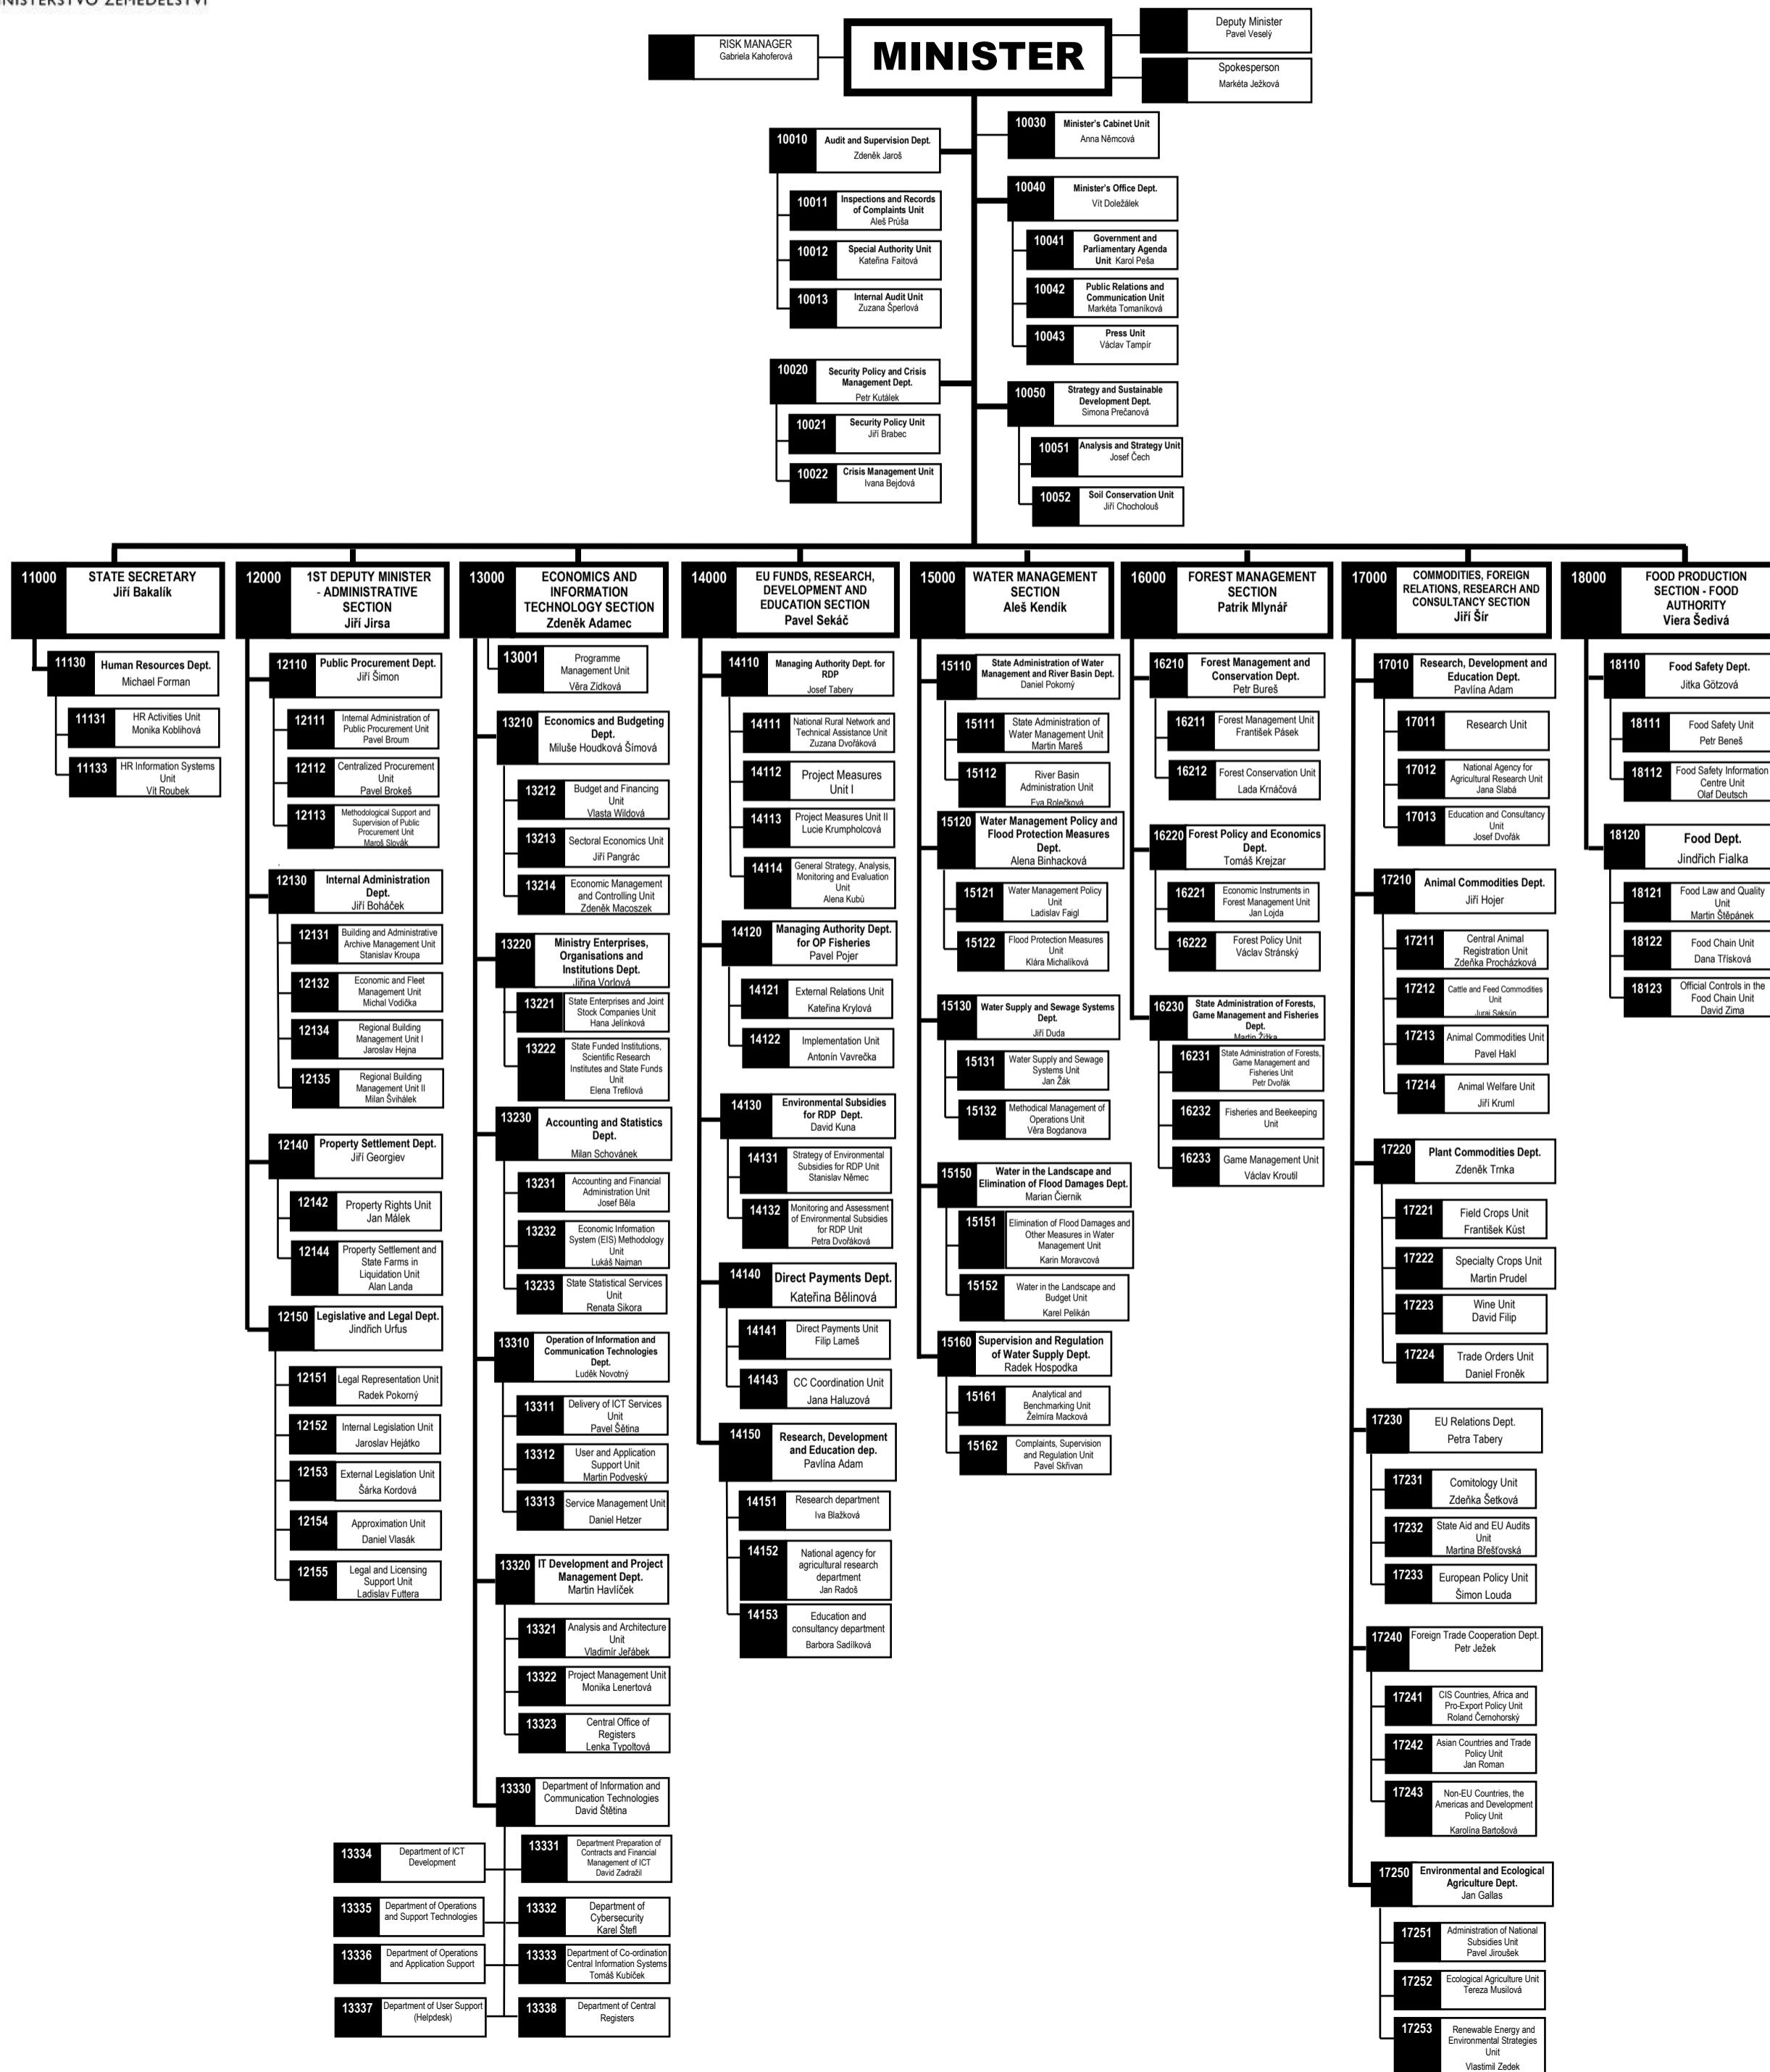 MINISTERSTVO ZEMĚDĚLSTVÍ
RISK MANAGER
Gabriela Kahoferová
MINISTER
Deputy Minister
Pavel Veselý
Spokesperson
Markéta Ježková
10010
Audit and Supervision Dept.
Zdeněk Jaroš
10011
Inspections and Records
of Complaints Unit
Aleš Průša
10012
Special Authority Unit
Kateřina Faitová
10013
Internal Audit Unit
Zuzana Šperlová
10020
Security Policy and Crisis
Management Dept.
Petr Kutálek
10021
Security Policy Unit
Jiří Brabec
10022
Crisis Management Unit
Ivana Bejdová
10030
Minister's Cabinet Unit
Anna Němcová
10040
Minister's Office Dept.
Vít Doležálek
10041
Government and
Parliamentary Agenda
Unit Karol Peša
10042
Public Relations and
Communication Unit
Markéta Tomaníková
10043
Press Unit
Václav Tampír
10050
Strategy and Sustainable
Development Dept.
Simona Prečanová
10051
Analysis and Strategy Unit
Josef Čech
10052
Soil Conservation Unit
Jiří Chocholouš
11000
STATE SECRETARY
Jiří Bakalík
11130
Human Resources Dept.
Michael Forman
11131
HR Activities Unit
Monika Koblihová
11133
HR Information Systems
Unit
Vít Roubek
12000
1ST DEPUTY MINISTER
- ADMINISTRATIVE
SECTION
Jiří Jirsa
12110
Public Procurement Dept.
Jiří Šimon
12111
Internal Administration of
Public Procurement Unit
Pavel Broum
12112
Centralized Procurement
Unit
Pavel Brokeš
12113
Methodological Support and
Supervision of Public
Procurement Unit
Maroš Slovák
12130
Internal Administration
Dept.
Jiří Boháček
12131
Building and Administrative
Archive Management Unit
Stanislav Kroupa
12132
Economic and Fleet
Management Unit
Michal Vodička
12134
Regional Building
Management Unit I
Jaroslav Hejna
12135
Regional Building
Management Unit II
Milan Švihálek
12140
Property Settlement Dept.
Jiří Georgiev
12142
Property Rights Unit
Jan Málek
12144
Property Settlement and
State Farms in
Liquidation Unit
Alan Landa
12150
Legislative and Legal Dept.
Jindřich Urfus
12151
Legal Representation Unit
Radek Pokorný
12152
Internal Legislation Unit
Jaroslav Hejátko
12153
External Legislation Unit
Šárka Kordová
12154
Approximation Unit
Daniel Vlasák
12155
Legal and Licensing
Support Unit
Ladislav Futtera
13000
ECONOMICS AND
INFORMATION
TECHNOLOGY SECTION
Zdeněk Adamec
13001
Programme
Management Unit
Věra Zídková
13210
Economics and Budgeting
Dept.
Miluše Houdková Šímová
13212
Budget and Financing
Unit
Vlasta Wildová
13213
Sectoral Economics Unit
Jiří Pangrác
13214
Economic Management
and Controlling Unit
Zdeněk Macoszek
13220
Ministry Enterprises,
Organisations and
Institutions Dept.
Jiřina Vorlová
13221
State Enterprises and Joint
Stock Companies Unit
Hana Jelínková
13222
State Funded Institutions,
Scientific Research
Institutes and State Funds
Unit
Elena Trefilová
13230
Accounting and Statistics
Dept.
Milan Schovánek
13231
Accounting and Financial
Administration Unit
Josef Běla
13232
Economic Information
System (EIS) Methodology
Unit
Lukáš Najman
13233
State Statistical Services
Unit
Renata Sikora
13310
Operation of Information and
Communication Technologies
Dept.
Luděk Novotný
13311
Delivery of ICT Services
Unit
Pavel Šětina
13312
User and Application
Support Unit
Martin Podveský
13313
Service Management Unit
Daniel Hetzer
13320
IT Development and Project
Management Dept.
Martin Havlíček
13321
Analysis and Architecture
Unit
Vladimír Jeřábek
13322
Project Management Unit
Monika Lenertová
13323
Central Office of
Registers
Lenka Typoltová
13330
Department of Information and
Communication Technologies
David Štětina
13334
Department of ICT
Development
13331
Department Preparation of
Contracts and Financial
Management of ICT
David Zadražil
13335
Department of Operations
and Support Technologies
13332
Department of
Cybersecurity
Karel Štefl
13336
Department of Operations
and Application Support
13333
Department of Co-ordination
Central Information Systems
Tomáš Kubíček
13337
Department of User Support
(Helpdesk)
13338
Department of Central
Registers
14000
EU FUNDS, RESEARCH,
DEVELOPMENT AND
EDUCATION SECTION
Pavel Sekáč
14110
Managing Authority Dept. for
RDP
Josef Tabery
14111
National Rural Network and
Technical Assistance Unit
Zuzana Dvořáková
14112
Project Measures
Unit I
14113
Project Measures Unit II
Lucie Krumpholcová
14114
General Strategy, Analysis,
Monitoring and Evaluation
Unit
Alena Kubů
14120
Managing Authority Dept.
for OP Fisheries
Pavel Pojer
14121
External Relations Unit
Kateřina Krylová
14122
Implementation Unit
Antonín Vavrečka
14130
Environmental Subsidies
for RDP Dept.
David Kuna
14131
Strategy of Environmental
Subsidies for RDP Unit
Stanislav Němec
14132
Monitoring and Assessment
of Environmental Subsidies
for RDP Unit
Petra Dvořáková
14140
Direct Payments Dept.
Kateřina Bělinová
14141
Direct Payments Unit
Filip Lameš
14143
CC Coordination Unit
Jana Haluzová
14150
Research, Development
and Education dep.
Pavlína Adam
14151
Research department
Iva Blažková
14152
National agency for
agricultural research
department
Jan Radoš
14153
Education and
consultancy department
Barbora Sadílková
15000
WATER MANAGEMENT
SECTION
Aleš Kendík
15110
State Administration of Water
Management and River Basin Dept.
Daniel Pokorný
15111
State Administration of
Water Management Unit
Martin Mareš
15112
River Basin
Administration Unit
Eva Rolečková
15120
Water Management Policy and
Flood Protection Measures
Dept.
Alena Binhacková
15121
Water Management Policy
Unit
Ladislav Faigl
15122
Flood Protection Measures
Unit
Klára Michalíková
15130
Water Supply and Sewage Systems
Dept.
Jiří Duda
15131
Water Supply and Sewage
Systems Unit
Jan Žák
15132
Methodical Management of
Operations Unit
Věra Bogdanova
15150
Water in the Landscape and
Elimination of Flood Damages Dept.
Marian Čiernik
15151
Elimination of Flood Damages and
Other Measures in Water
Management Unit
Karin Moravcová
15152
Water in the Landscape and
Budget Unit
Karel Pelikán
15160
Supervision and Regulation
of Water Supply Dept.
Radek Hospodka
15161
Analytical and
Benchmarking Unit
Želmíra Macková
15162
Complaints, Supervision
and Regulation Unit
Pavel Skřivan
16000
FOREST MANAGEMENT
SECTION
Patrik Mlynář
16210
Forest Management and
Conservation Dept.
Petr Bureš
16211
Forest Management Unit
František Pásek
16212
Forest Conservation Unit
Lada Krnáčová
16220
Forest Policy and Economics
Dept.
Tomáš Krejzar
16221
Economic Instruments in
Forest Management Unit
Jan Lojda
16222
Forest Policy Unit
Václav Stránský
16230
State Administration of Forests,
Game Management and Fisheries
Dept.
Martin Žižka
16231
State Administration of Forests,
Game Management and
Fisheries Unit
Petr Dvořák
16232
Fisheries and Beekeeping
Unit
16233
Game Management Unit
Václav Kroutil
17000
COMMODITIES, FOREIGN
RELATIONS, RESEARCH AND
CONSULTANCY SECTION
Jiří Šír
17010
Research, Development and
Education Dept.
Pavlína Adam
17011
Research Unit
17012
National Agency for
Agricultural Research Unit
Jana Slabá
17013
Education and Consultancy
Unit
Josef Dvořák
17210
Animal Commodities Dept.
Jiří Hojer
17211
Central Animal
Registration Unit
Zdeňka Procházková
17212
Cattle and Feed Commodities
Unit
Juraj Saksún
17213
Animal Commodities Unit
Pavel Hakl
17214
Animal Welfare Unit
Jiří Kruml
17220
Plant Commodities Dept.
Zdeněk Trnka
17221
Field Crops Unit
František Kůst
17222
Specialty Crops Unit
Martin Prudel
17223
Wine Unit
David Filip
17224
Trade Orders Unit
Daniel Froněk
17230
EU Relations Dept.
Petra Tabery
17231
Comitology Unit
Zdeňka Šetková
17232
State Aid and EU Audits
Unit
Martina Břešťovská
17233
European Policy Unit
Šimon Louda
17240
Foreign Trade Cooperation Dept.
Petr Ježek
17241
CIS Countries, Africa and
Pro-Export Policy Unit
Roland Černohorský
17242
Asian Countries and Trade
Policy Unit
Jan Roman
17243
Non-EU Countries, the
Americas and Development
Policy Unit
Karolína Bartošová
17250
Environmental and Ecological
Agriculture Dept.
Jan Gallas
17251
Administration of National
Subsidies Unit
Pavel Jiroušek
17252
Ecological Agriculture Unit
Tereza Musilová
17253
Renewable Energy and
Environmental Strategies
Unit
Vlastimil Zedek
18000
FOOD PRODUCTION
SECTION - FOOD
AUTHORITY
Viera Šedivá
18110
Food Safety Dept.
Jitka Götzová
18111
Food Safety Unit
Petr Beneš
18112
Food Safety Information
Centre Unit
Olaf Deutsch
18120
Food Dept.
Jindřich Fialka
18121
Food Law and Quality
Unit
Martin Štěpánek
18122
Food Chain Unit
Dana Třísková
18123
Official Controls in the
Food Chain Unit
David Zima